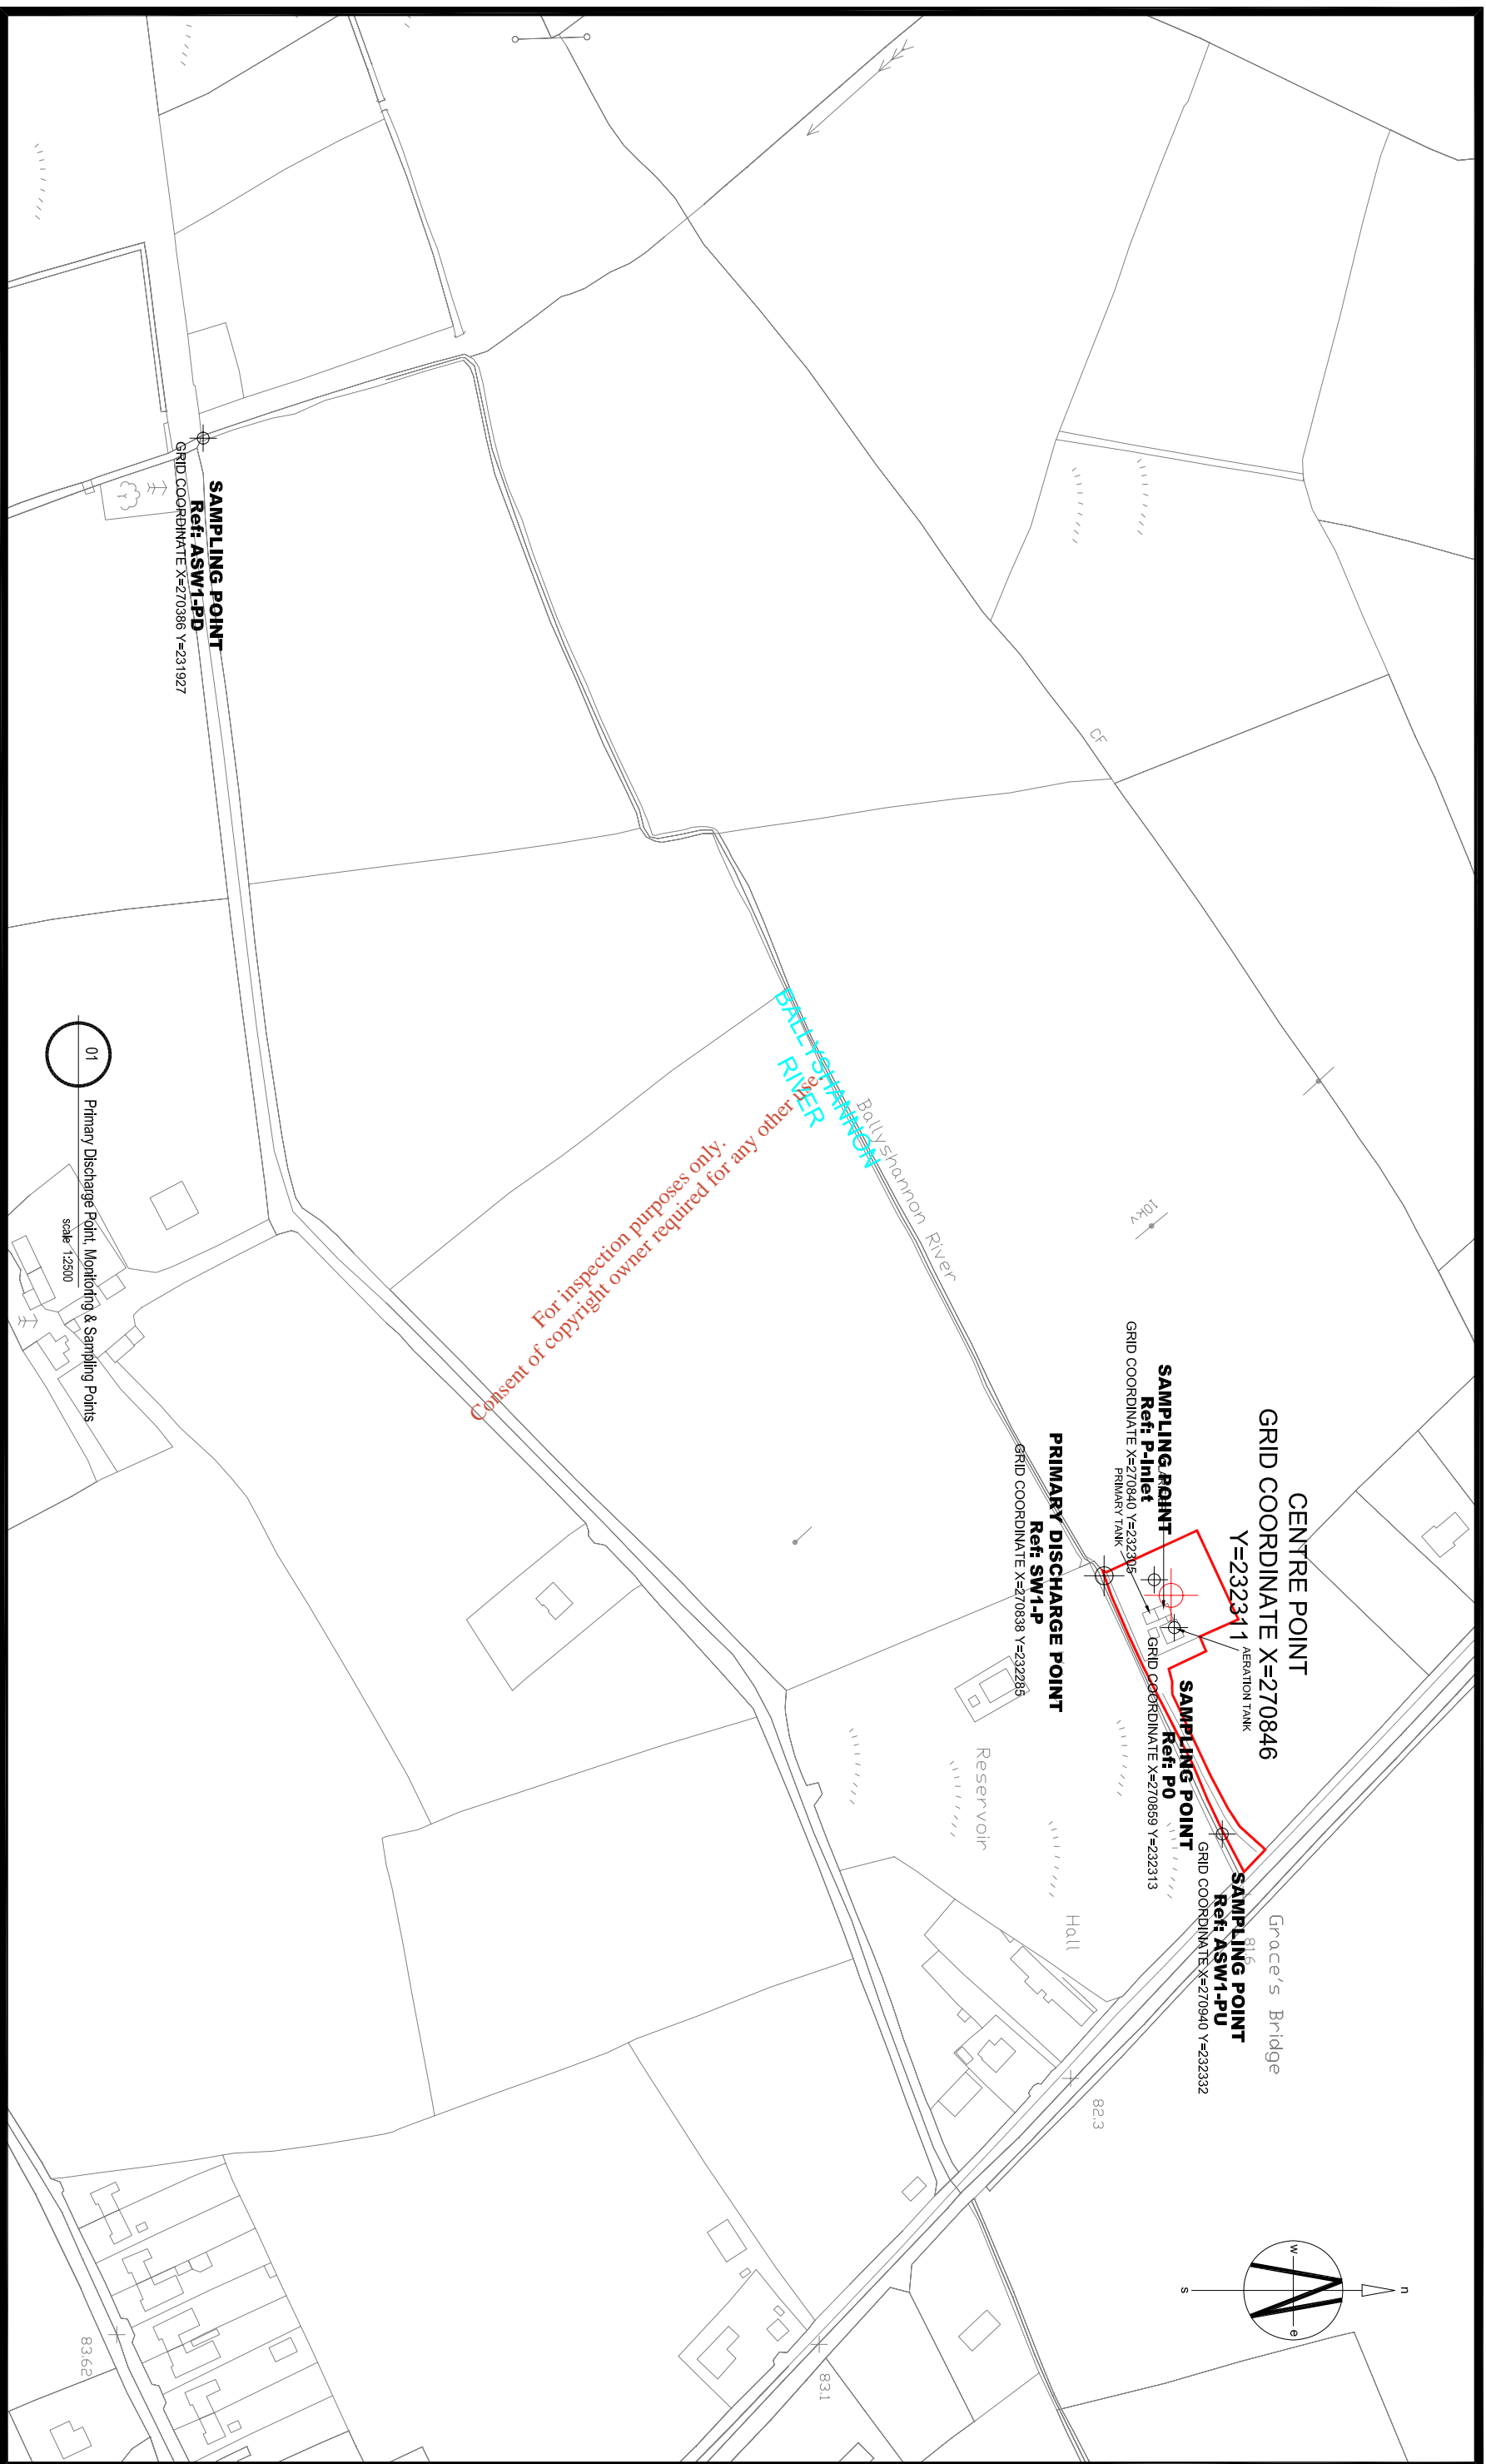 CENTRE POINT
GRID COORDINATE X=270846
Y=232311
AERATION TANK
SAMPLING POINT
Ref: P-Inlet
GRID COORDINATE X=270840 Y=232305
PRIMARY TANK
PRIMARY DISCHARGE POINT
Ref: SW1-P
GRID COORDINATE X=270838 Y=232285
SAMPLING POINT
Ref: P0
GRID COORDINATE X=270859 Y=232313
SAMPLING POINT
Ref: ASW1-PU
GRID COORDINATE X=270940 Y=232332
Grace's Bridge
81.6
82.3
Hall
Reservoir
10kv
CF
Ballyshannon River
BALLYSHANNON
RIVER
For inspection purposes only.
Consent of copyright owner required for any other use.
SAMPLING POINT
Ref: ASW1-PD
GRID COORDINATE X=270386 Y=231927
83.1
83.62
n
w
e
s
01
Primary Discharge Point, Monitoring & Sampling Points
scale 1:2500